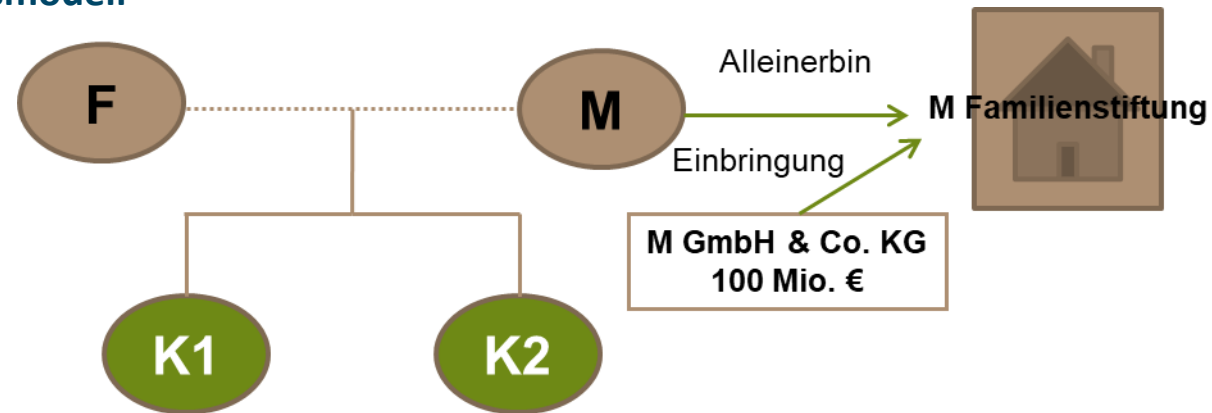 F
M
Alleinerbin
M Familienstiftung
Einbringung
M GmbH & Co. KG
100 Mio. €
K1
K2